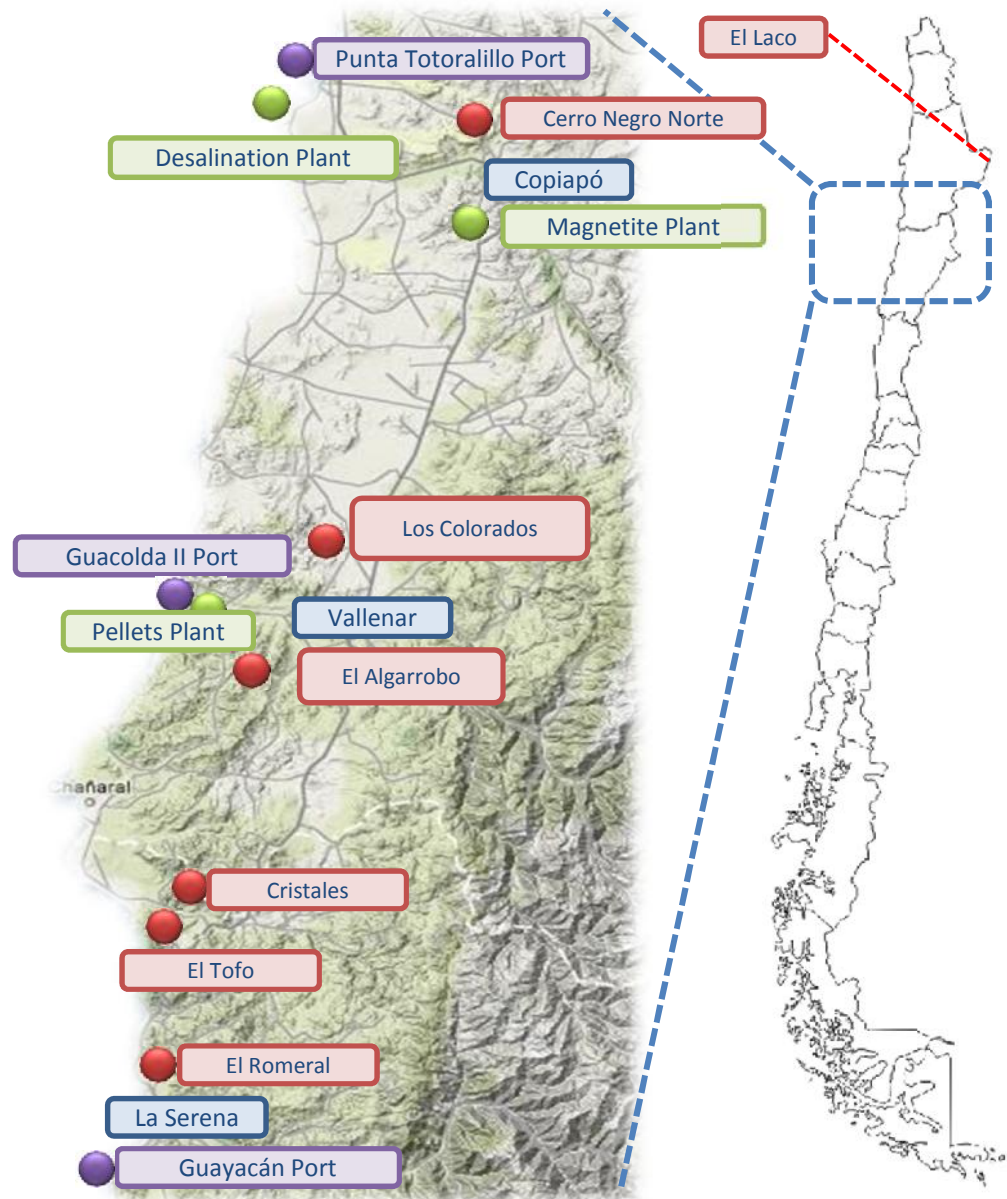 El Laco
Punta Totoralillo Port
Cerro Negro Norte
Desalination Plant
Copiapó
Magnetite Plant
Los Colorados
Guacolda II Port
Vallenar
Pellets Plant
El Algarrobo
Chañaral
Cristales
El Tofo
El Romeral
La Serena
Guayacán Port